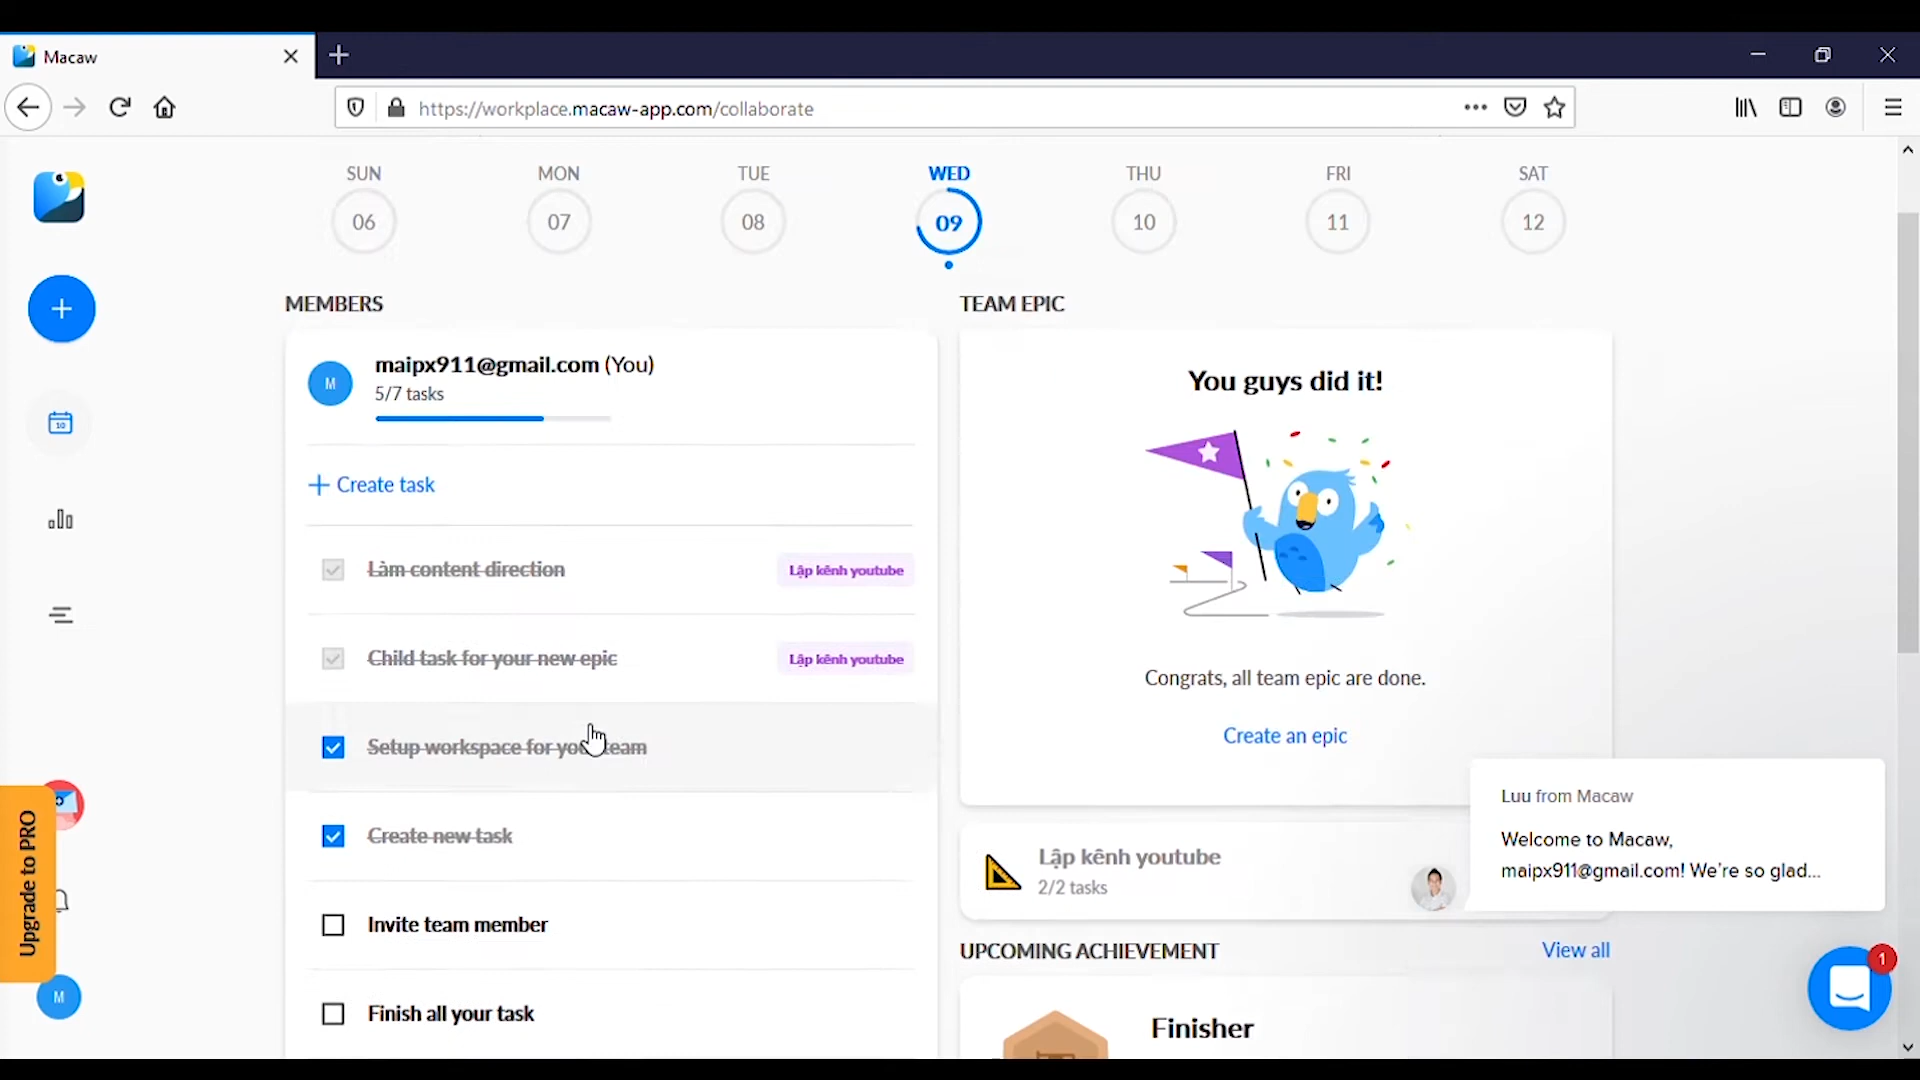 Macaw
https://workplace.macaw-app.com/collaborate
SUN MON TUE WED THU FRI SAT
06 07 08 09 10 11 12
MEMBERS
M
maipx911@gmail.com (You)
5/7 tasks
+ Create task
Làm content direction
Lập kênh youtube
Child task for your new epic
Lập kênh youtube
Setup workspace for your team
Create new task
Invite team member
Finish all your task
TEAM EPIC
You guys did it!
Congrats, all team epic are done.
Create an epic
Lập kênh youtube
2/2 tasks
UPCOMING ACHIEVEMENT
View all
Finisher
Luu from Macaw
Welcome to Macaw,
maipx911@gmail.com! We're so glad...
1
10
Upgrade to PRO
M